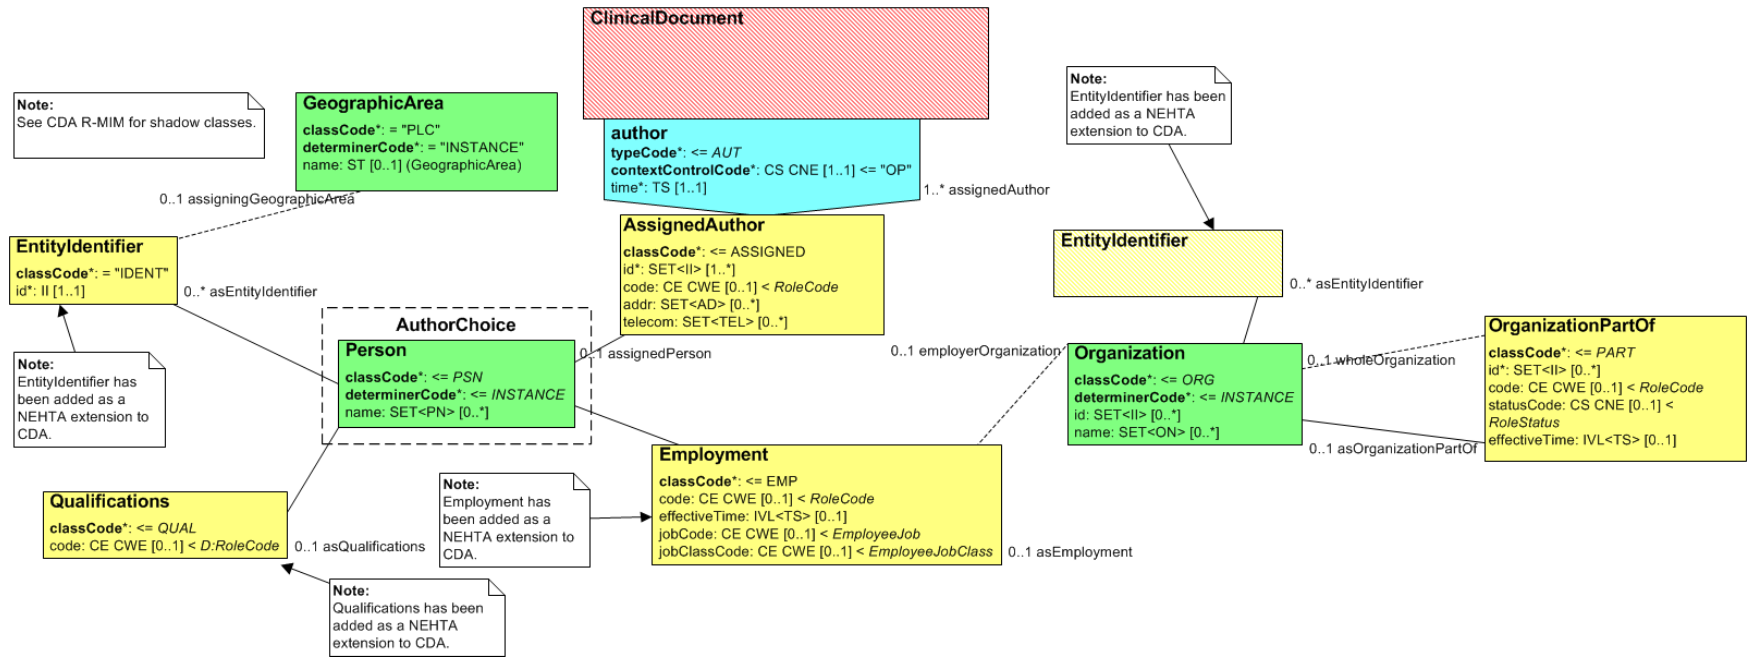 ClinicalDocument
Note:
See CDA R-MIM for shadow classes.
GeographicArea
classCode*: = "PLC"
determinerCode*: = "INSTANCE"
name: ST [0..1] (GeographicArea)
author
typeCode*: <= AUT
contextControlCode*: CS CNE [1..1] <= "OP"
time*: TS [1..1]
Note:
EntityIdentifier has been
added as a NEHTA
extension to CDA.
0..1 assigningGeographicArea
1..* assignedAuthor
EntityIdentifier
classCode*: = "IDENT"
id*: II [1..1]
0..* asEntityIdentifier
AssignedAuthor
classCode*: <= ASSIGNED
id*: SET<II> [1..*]
code: CE CWE [0..1] < RoleCode
addr: SET<AD> [0..*]
telecom: SET<TEL> [0..*]
EntityIdentifier
0..* asEntityIdentifier
Note:
EntityIdentifier has
been added as a
NEHTA extension to
CDA.
AuthorChoice
Person
classCode*: <= PSN
determinerCode*: <= INSTANCE
name: SET<PN> [0..*]
0..1 assignedPerson
0..1 employerOrganization
Organization
classCode*: <= ORG
determinerCode*: <= INSTANCE
id: SET<II> [0..*]
name: SET<ON> [0..*]
0..1 wholeOrganization
0..1 asOrganizationPartOf
OrganizationPartOf
classCode*: <= PART
id*: SET<II> [0..*]
code: CE CWE [0..1] < RoleCode
statusCode: CS CNE [0..1] <
RoleStatus
effectiveTime: IVL<TS> [0..1]
Qualifications
classCode*: <= QUAL
code: CE CWE [0..1] < D:RoleCode
0..1 asQualifications
Note:
Employment has
been added as a
NEHTA extension to
CDA.
Employment
classCode*: <= EMP
code: CE CWE [0..1] < RoleCode
effectiveTime: IVL<TS> [0..1]
jobCode: CE CWE [0..1] < EmployeeJob
jobClassCode: CE CWE [0..1] < EmployeeJobClass
0..1 asEmployment
Note:
Qualifications has been
added as a NEHTA
extension to CDA.